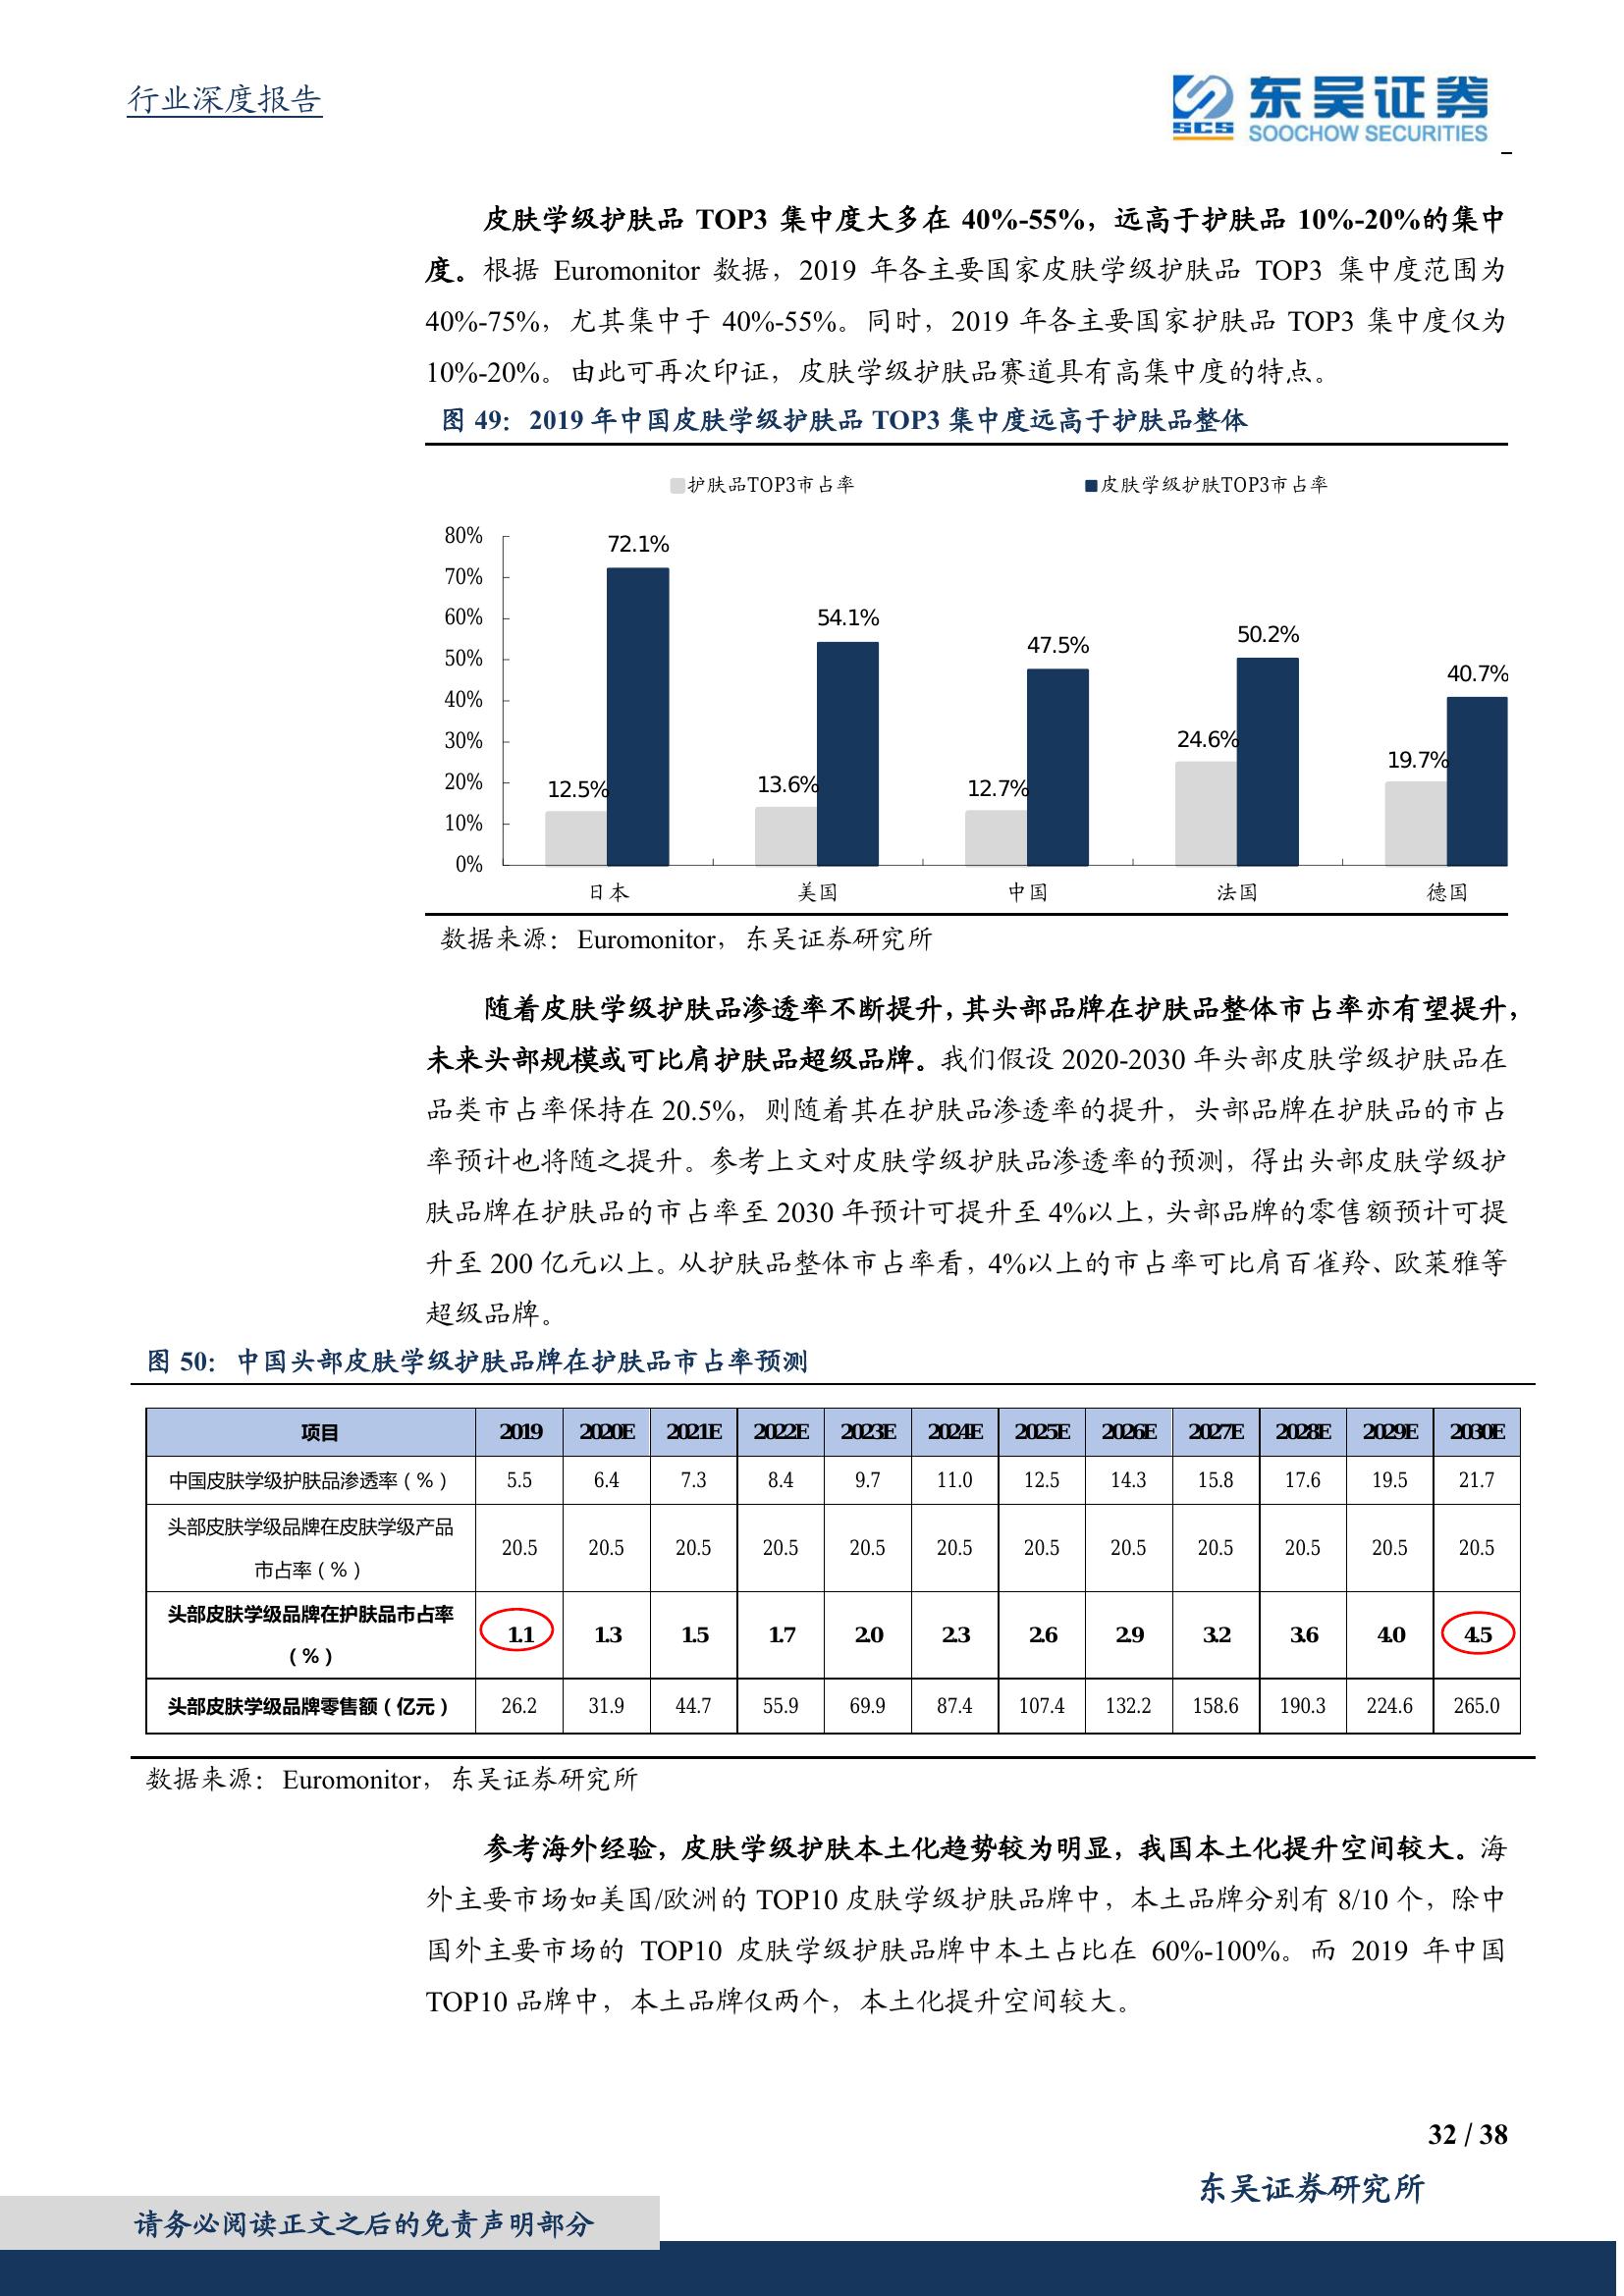 行业深度报告
SCS 东吴证券
SOOCHOW SECURITIES
皮肤学级护肤品 TOP3 集中度大多在 40%-55%，远高于护肤品 10%-20%的集中
度。根据 Euromonitor 数据，2019 年各主要国家皮肤学级护肤品 TOP3 集中度范围为
40%-75%，尤其集中于 40%-55%。同时，2019 年各主要国家护肤品 TOP3 集中度仅为
10%-20%。由此可再次印证，皮肤学级护肤品赛道具有高集中度的特点。
图 49：2019 年中国皮肤学级护肤品 TOP3 集中度远高于护肤品整体
护肤品TOP3市占率 皮肤学级护肤TOP3市占率
80%
70%
60%
50%
40%
30%
20%
10%
0%
12.5% 72.1% 13.6% 54.1% 12.7% 47.5% 24.6% 50.2% 19.7% 40.7%
日本 美国 中国 法国 德国
数据来源：Euromonitor，东吴证券研究所
随着皮肤学级护肤品渗透率不断提升，其头部品牌在护肤品整体市占率亦有望提升，
未来头部规模或可比肩护肤品超级品牌。我们假设 2020-2030 年头部皮肤学级护肤品在
品类市占率保持在 20.5%，则随着其在护肤品渗透率的提升，头部品牌在护肤品的市占
率预计也将随之提升。参考上文对皮肤学级护肤品渗透率的预测，得出头部皮肤学级护
肤品牌在护肤品的市占率至 2030 年预计可提升至 4%以上，头部品牌的零售额预计可提
升至 200 亿元以上。从护肤品整体市占率看，4%以上的市占率可比肩百雀羚、欧莱雅等
超级品牌。
图 50：中国头部皮肤学级护肤品牌在护肤品市占率预测
项目 2019 2020E 2021E 2022E 2023E 2024E 2025E 2026E 2027E 2028E 2029E 2030E
中国皮肤学级护肤品渗透率（%） 5.5 6.4 7.3 8.4 9.7 11.0 12.5 14.3 15.8 17.6 19.5 21.7
头部皮肤学级品牌在皮肤学级产品
市占率（%） 20.5 20.5 20.5 20.5 20.5 20.5 20.5 20.5 20.5 20.5 20.5 20.5
头部皮肤学级品牌在护肤品市占率
（%） 1.1 1.3 1.5 1.7 2.0 2.3 2.6 2.9 3.2 3.6 4.0 4.5
头部皮肤学级品牌零售额（亿元） 26.2 31.9 44.7 55.9 69.9 87.4 107.4 132.2 158.6 190.3 224.6 265.0
数据来源：Euromonitor，东吴证券研究所
参考海外经验，皮肤学级护肤本土化趋势较为明显，我国本土化提升空间较大。海
外主要市场如美国/欧洲的 TOP10 皮肤学级护肤品牌中，本土品牌分别有 8/10 个，除中
国外主要市场的 TOP10 皮肤学级护肤品牌中本土占比在 60%-100%。而 2019 年中国
TOP10 品牌中，本土品牌仅两个，本土化提升空间较大。
32 / 38
东吴证券研究所
请务必阅读正文之后的免责声明部分